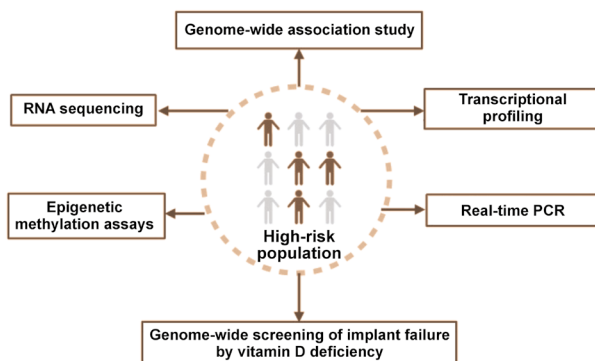 Genome-wide association study
RNA sequencing
Transcriptional
profiling
Epigenetic
methylation assays
Real-time PCR
High-risk
population
Genome-wide screening of implant failure
by vitamin D deficiency